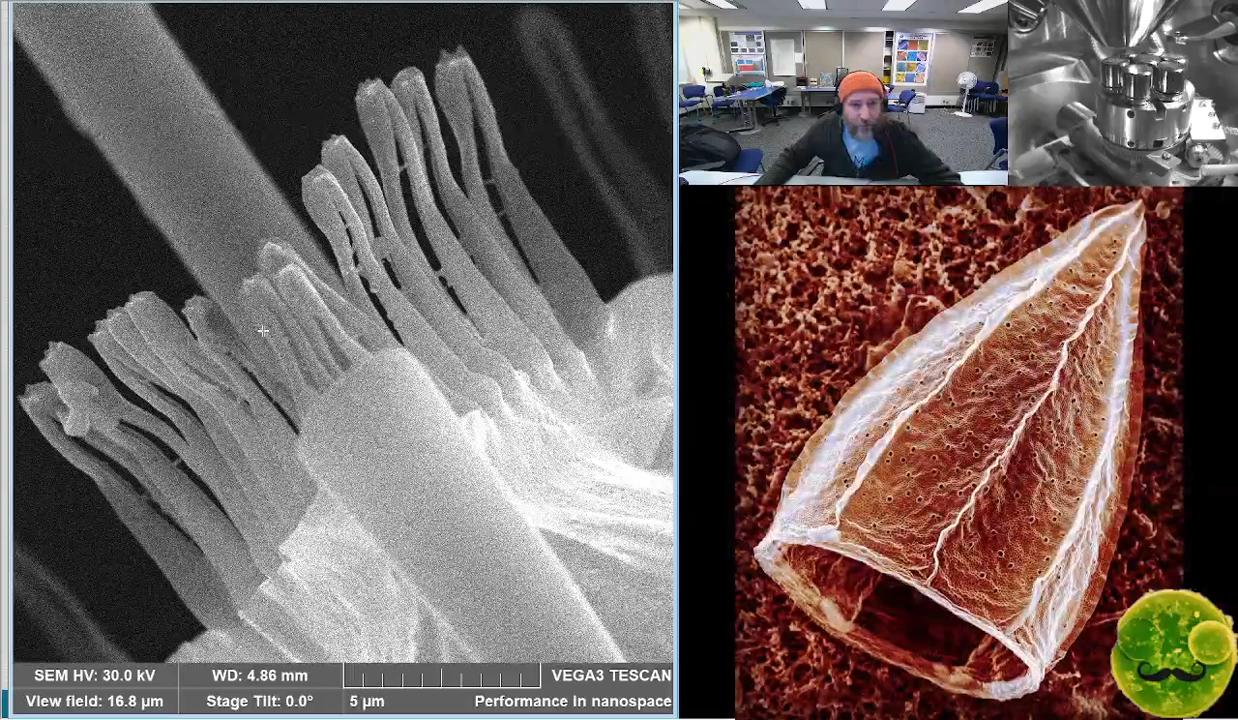 SEM HV: 30.0 kV
WD: 4.86 mm
VEGA3 TESCAN
View field: 16.8 µm
Stage Tilt: 0.0°
5 µm
Performance In nanospace